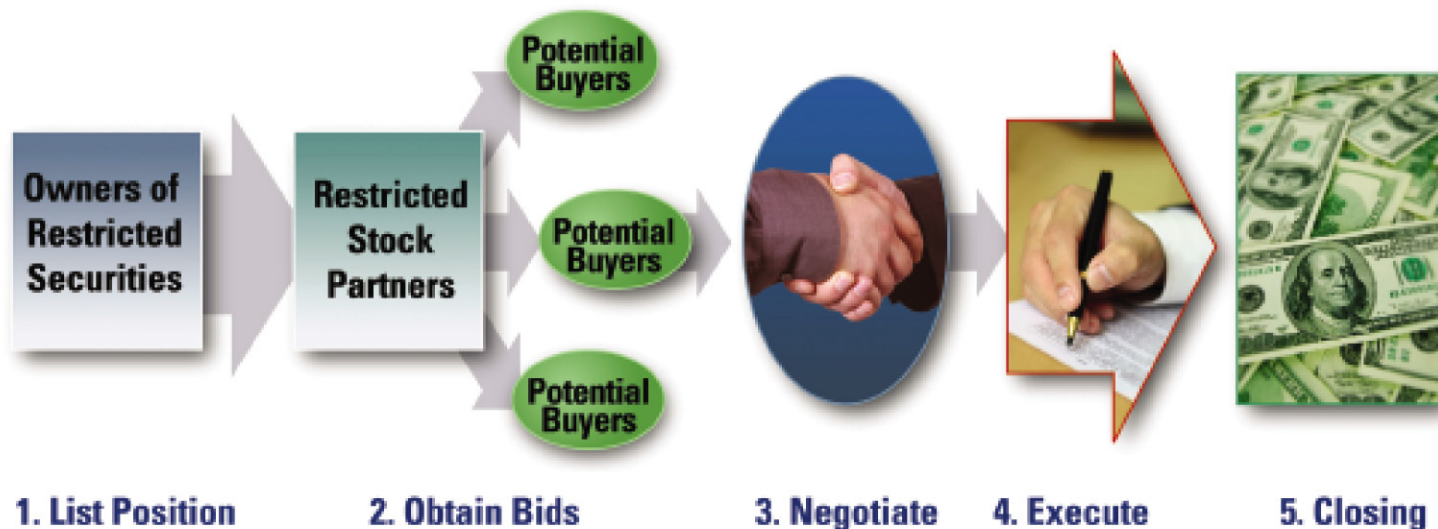 Owners of
Restricted
Securities
Restricted
Stock
Partners
Potential
Buyers
Potential
Buyers
Potential
Buyers
1. List Position
2. Obtain Bids
3. Negotiate
4. Execute
5. Closing